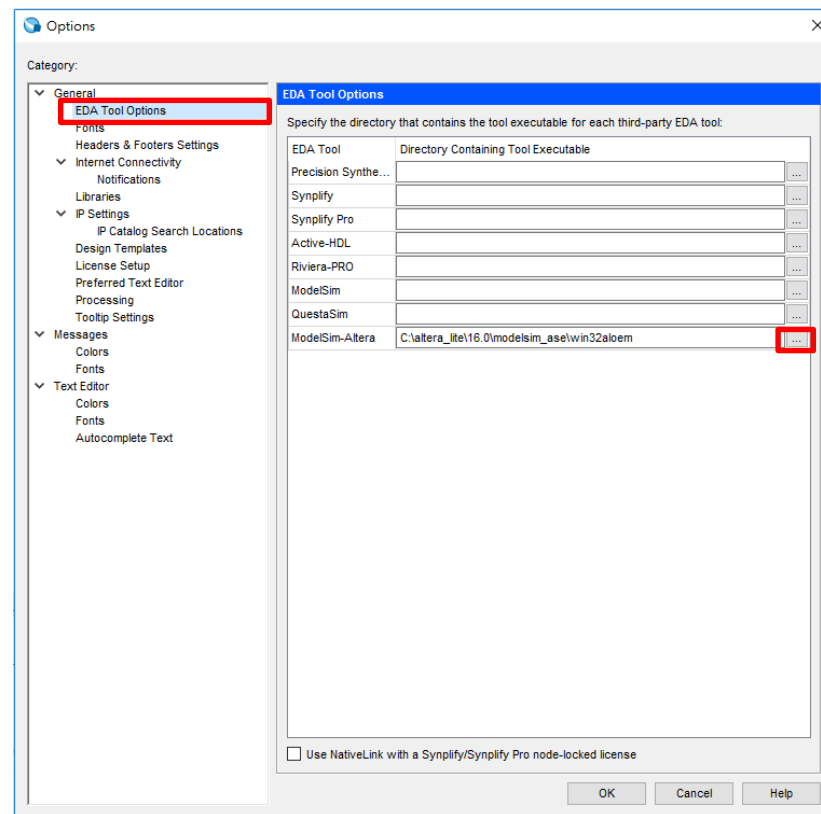 Options
Category:
General
EDA Tool Options
Fonts
Headers & Footers Settings
Internet Connectivity
Notifications
Libraries
IP Settings
IP Catalog Search Locations
Design Templates
License Setup
Preferred Text Editor
Processing
Tooltip Settings
Messages
Colors
Fonts
Text Editor
Colors
Fonts
Autocomplete Text
EDA Tool Options
Specify the directory that contains the tool executable for each third-party EDA tool:
EDA Tool Directory Containing Tool Executable
Precision Synthe... ...
Synplify ...
Synplify Pro ...
Active-HDL ...
Riviera-PRO ...
ModelSim ...
QuestaSim ...
ModelSim-Altera C:\altera_lite\16.0\modelsim_ase\win32aloem ...
Use NativeLink with a Synplify/Synplify Pro node-locked license
OK Cancel Help